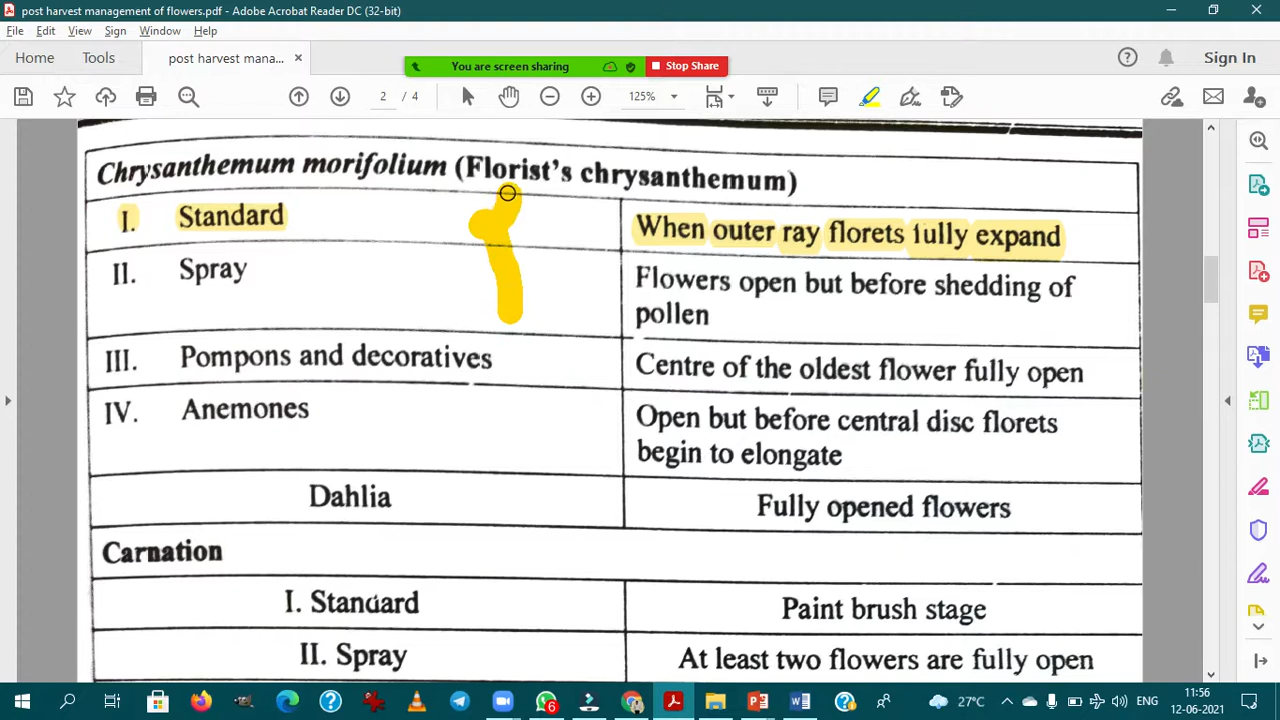 post harvest management of flowers.pdf - Adobe Acrobat Reader DC (32-bit)
File Edit View Sign Window Help
Home Tools post harvest mana... × Sign In
You are screen sharing Stop Share
2 / 4 125%
Chrysanthemum morifolium (Florist's chrysanthemum)
I. Standard When outer ray florets fully expand
II. Spray Flowers open but before shedding of
pollen
III. Pompons and decoratives Centre of the oldest flower fully open
IV. Anemones Open but before central disc florets
begin to elongate
Dahlia Fully opened flowers
Carnation
I. Standard Paint brush stage
II. Spray At least two flowers are fully open
6 27°C ENG 11:56
12-06-2021